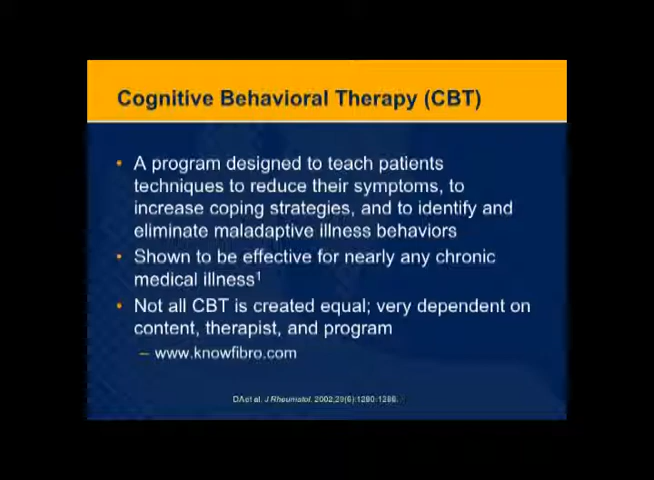 Cognitive Behavioral Therapy (CBT)
• A program designed to teach patients
techniques to reduce their symptoms, to
increase coping strategies, and to identify and
eliminate maladaptive illness behaviors
• Shown to be effective for nearly any chronic
medical illness¹
• Not all CBT is created equal; very dependent on
content, therapist, and program
– www.knowfibro.com
et al. J Rheumatol. 2002;29(6):1280-1286.